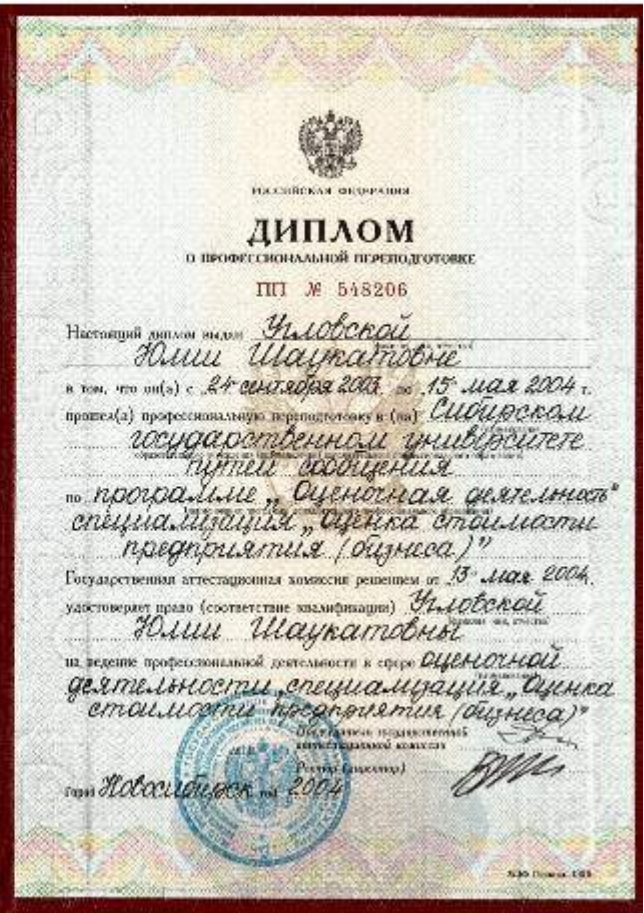 РОССИЙСКАЯ ФЕДЕРАЦИЯ
ДИПЛОМ
О ПРОФЕССИОНАЛЬНОЙ ПЕРЕПОДГОТОВКЕ
ПП № 548206
Настоящий диплом выдан Угловской
Юлии Шаукатовне
в том, что он(а) с 24 сентября 2003 по 15 мая 2004 г.
прошел(а) профессиональную переподготовку в (на) Сибирском
государственном университете
путей сообщения
по программе „Оценочная деятельность"
специализация „Оценка стоимости
предприятия (бизнеса)"
Государственная аттестационная комиссия решением от 13 мая 2004
удостоверяет право (соответствие квалификации) Угловской
Юлии Шаукатовны
на ведение профессиональной деятельности в сфере оценочной
деятельности, специализация „Оценка
стоимости предприятия (бизнеса)"
Председатель государственной
аттестационной комиссии
Ректор (директор)
Город Новосибирск год 2004